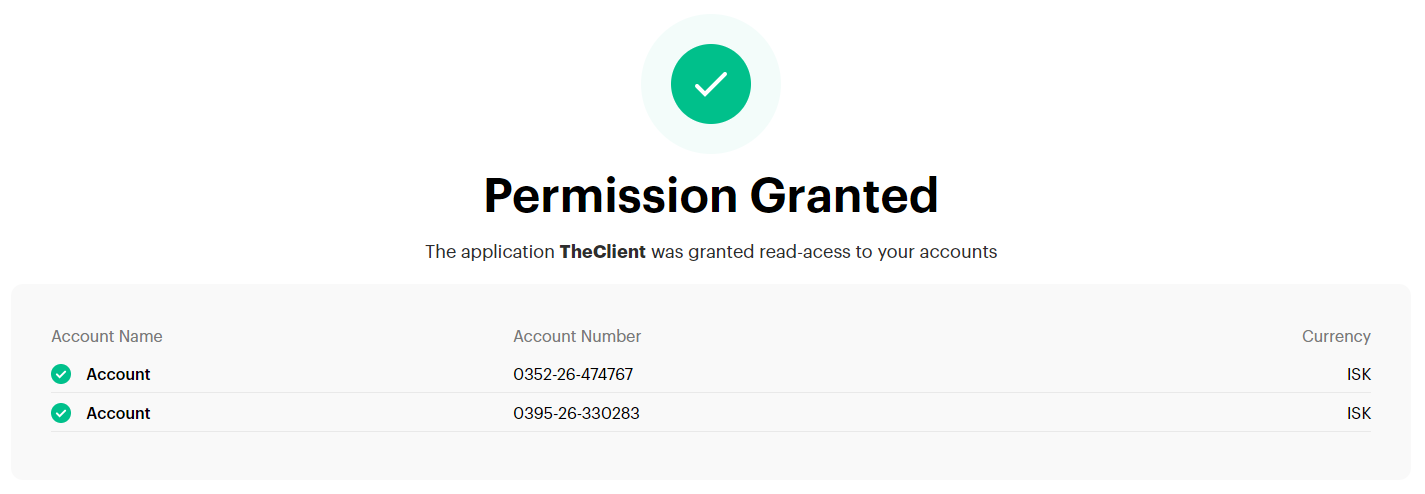 Permission Granted
The application TheClient was granted read-acess to your accounts
Account Name Account Number Currency
Account 0352-26-474767 ISK
Account 0395-26-330283 ISK